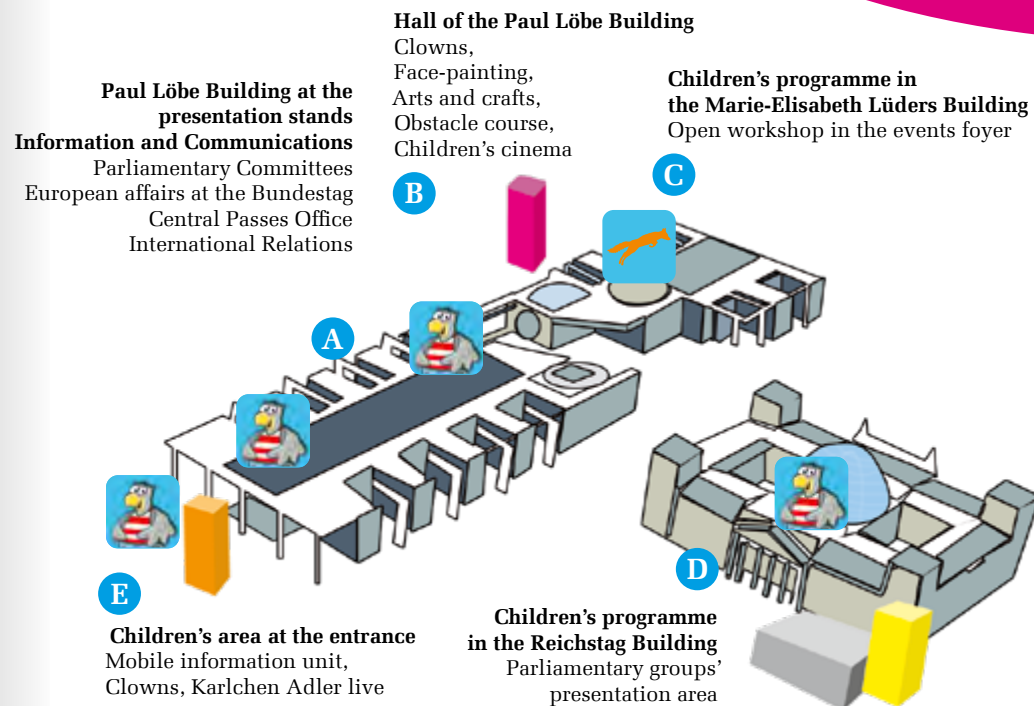 Hall of the Paul Löbe Building
Clowns,
Face-painting,
Arts and crafts,
Obstacle course,
Children's cinema
B
Paul Löbe Building at the
presentation stands
Information and Communications
Parliamentary Committees
European affairs at the Bundestag
Central Passes Office
International Relations
A
Children's programme in
the Marie-Elisabeth Lüders Building
Open workshop in the events foyer
C
E
Children's area at the entrance
Mobile information unit,
Clowns, Karlchen Adler live
D
Children's programme
in the Reichstag Building
Parliamentary groups'
presentation area